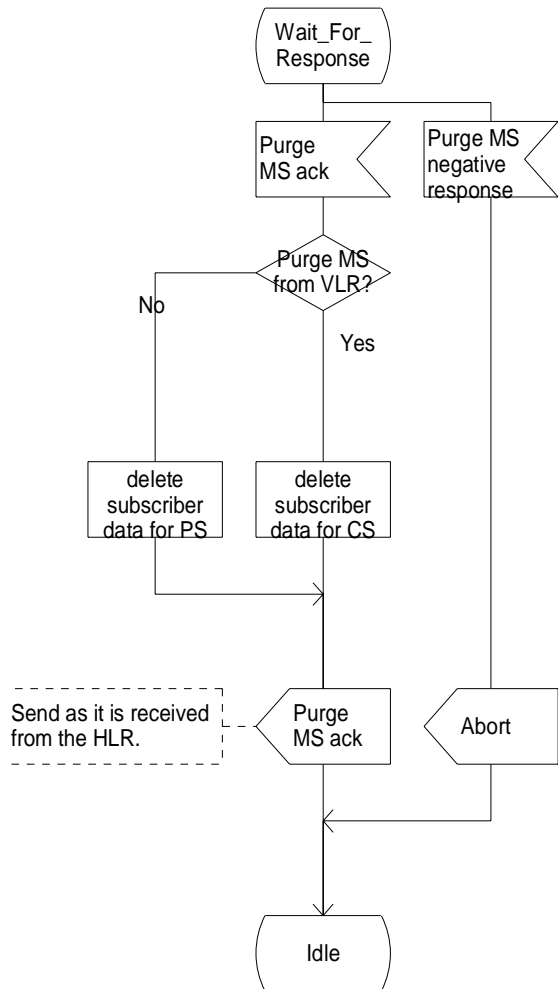 Wait_For_
Response
Purge
MS ack
Purge MS
negative
response
Purge MS
from VLR?
No
Yes
delete
subscriber
data for PS
delete
subscriber
data for CS
Send as it is received
from the HLR.
Purge
MS ack
Abort
Idle